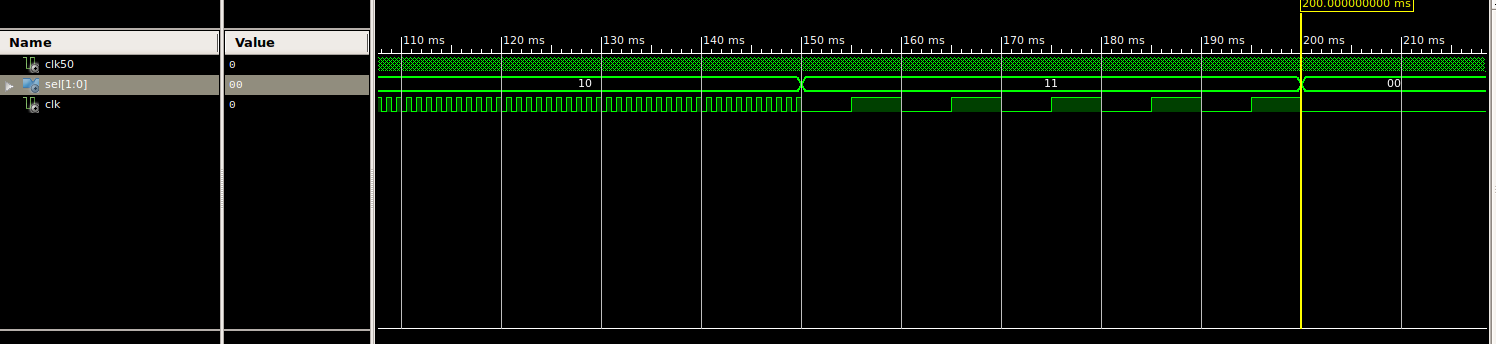 200.000000000 ms
Name Value 110 ms 120 ms 130 ms 140 ms 150 ms 160 ms 170 ms 180 ms 190 ms 200 ms 210 ms
clk50 0
sel[1:0] 00 10 11 00
clk 0